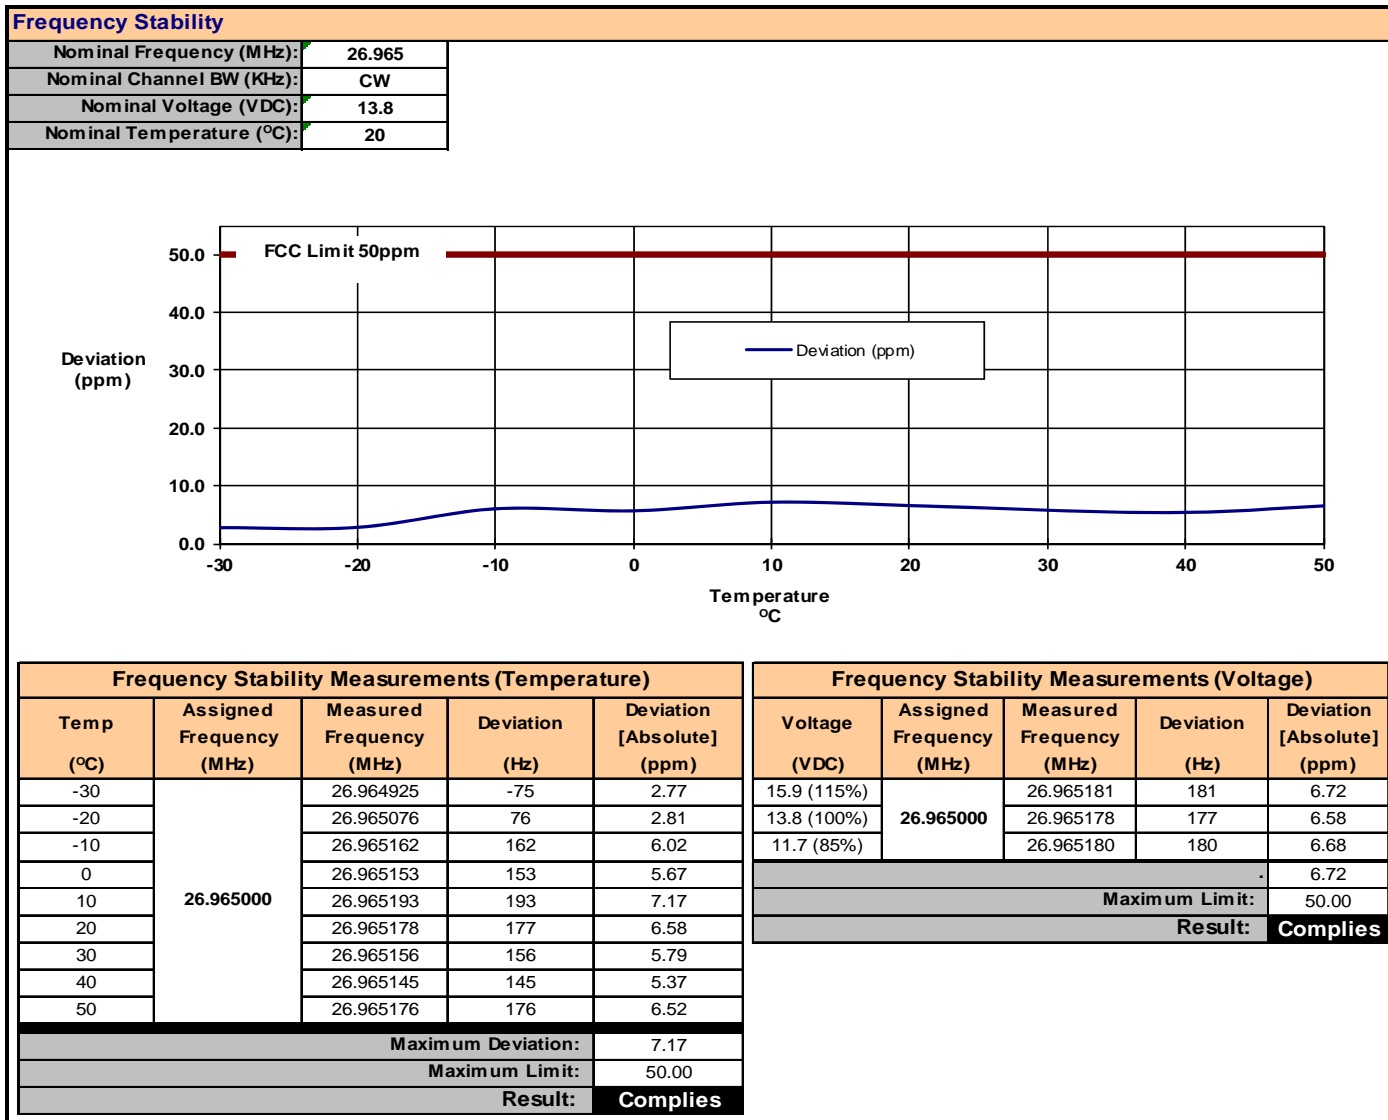 Frequency Stability
Nominal Frequency (MHz): 26.965
Nominal Channel BW (KHz): CW
Nominal Voltage (VDC): 13.8
Nominal Temperature (ºC): 20
FCC Limit 50ppm
50.0
40.0
30.0
20.0
10.0
0.0
Deviation
(ppm)
Deviation (ppm)
-30 -20 -10 0 10 20 30 40 50
Temperature
ºC
Frequency Stability Measurements (Temperature)
Temp (ºC) Assigned Frequency (MHz) Measured Frequency (MHz) Deviation (Hz) Deviation [Absolute] (ppm)
26.965000
-30 26.964925 -75 2.77
-20 26.965076 76 2.81
-10 26.965162 162 6.02
0 26.965153 153 5.67
10 26.965193 193 7.17
20 26.965178 177 6.58
30 26.965156 156 5.79
40 26.965145 145 5.37
50 26.965176 176 6.52
Maximum Deviation: 7.17
Maximum Limit: 50.00
Result: Complies
Frequency Stability Measurements (Voltage)
Voltage (VDC) Assigned Frequency (MHz) Measured Frequency (MHz) Deviation (Hz) Deviation [Absolute] (ppm)
26.965000
15.9 (115%) 26.965181 181 6.72
13.8 (100%) 26.965178 177 6.58
11.7 (85%) 26.965180 180 6.68
. 6.72
Maximum Limit: 50.00
Result: Complies